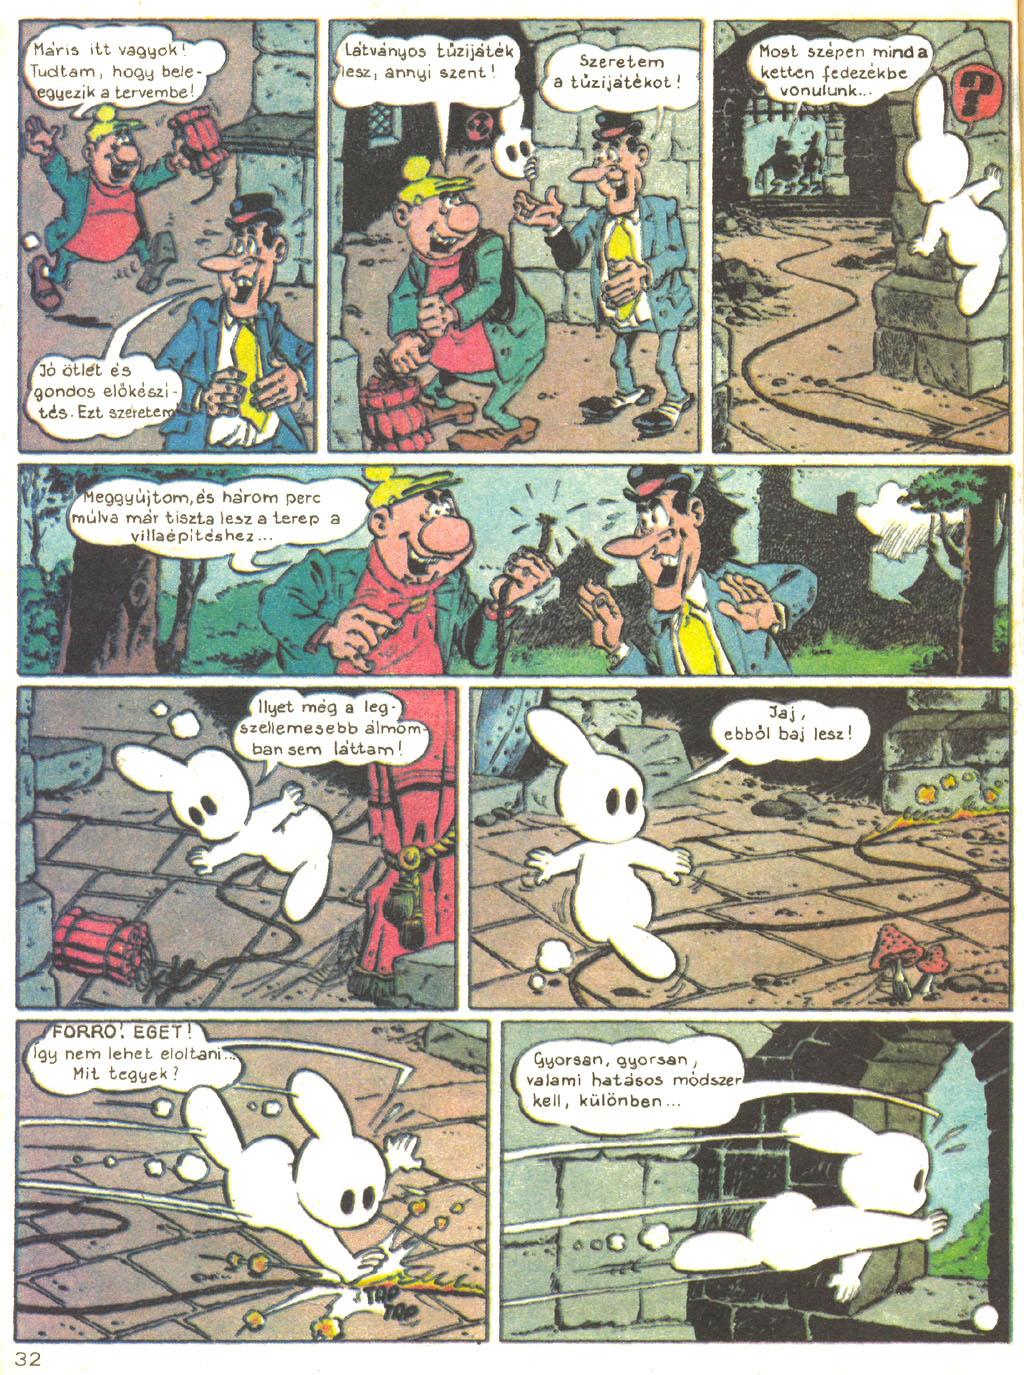 Máris itt vagyok!
Tudtam, hogy bele-
egyezik a tervembe!
Jó ötlet és
gondos előkészí-
tés. Ezt szeretem
Látványos tűzijáték
lesz, annyi szent!
Szeretem
a tűzijátékot!
Most szépen mind a
ketten fedezékbe
vonulunk...
?
Meggyújtom, és három perc
múlva már tiszta lesz a terep a
villaépítéshez...
Ilyet még a leg-
szellemesebb álmom-
ban sem láttam!
Jaj,
ebből baj lesz!
FORRÓ! ÉGET!
Így nem lehet eloltani...
Mit tegyek?
TAP
TAP
Gyorsan, gyorsan,
valami hatásos módszer
kell, különben...
32